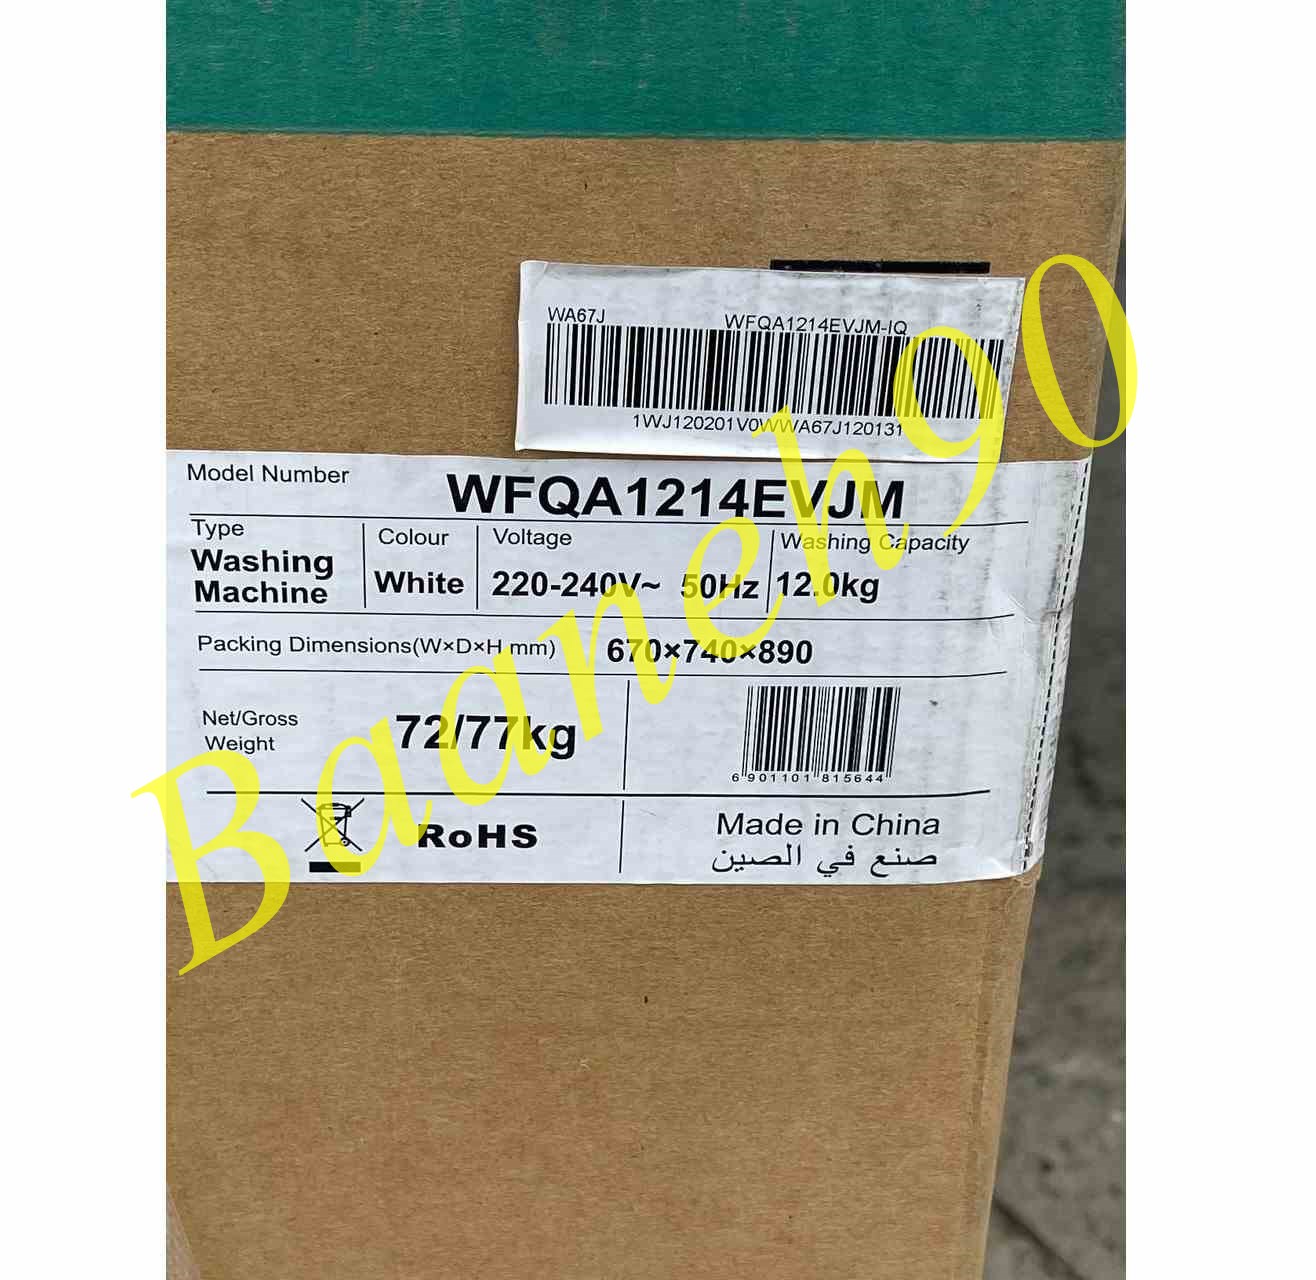 WA67J WFQA1214EVJM-IQ
1WJ120201V0WWA67J120131
Model Number WFQA1214EVJM
Type Colour Voltage Washing Capacity
Washing
Machine White 220-240V~ 50Hz 12.0kg
Packing Dimensions(W×D×H mm) 670×740×890
Net/Gross
Weight 72/77kg
6 901101 815644
RoHS Made in China
صنع في الصين
Baaneh90